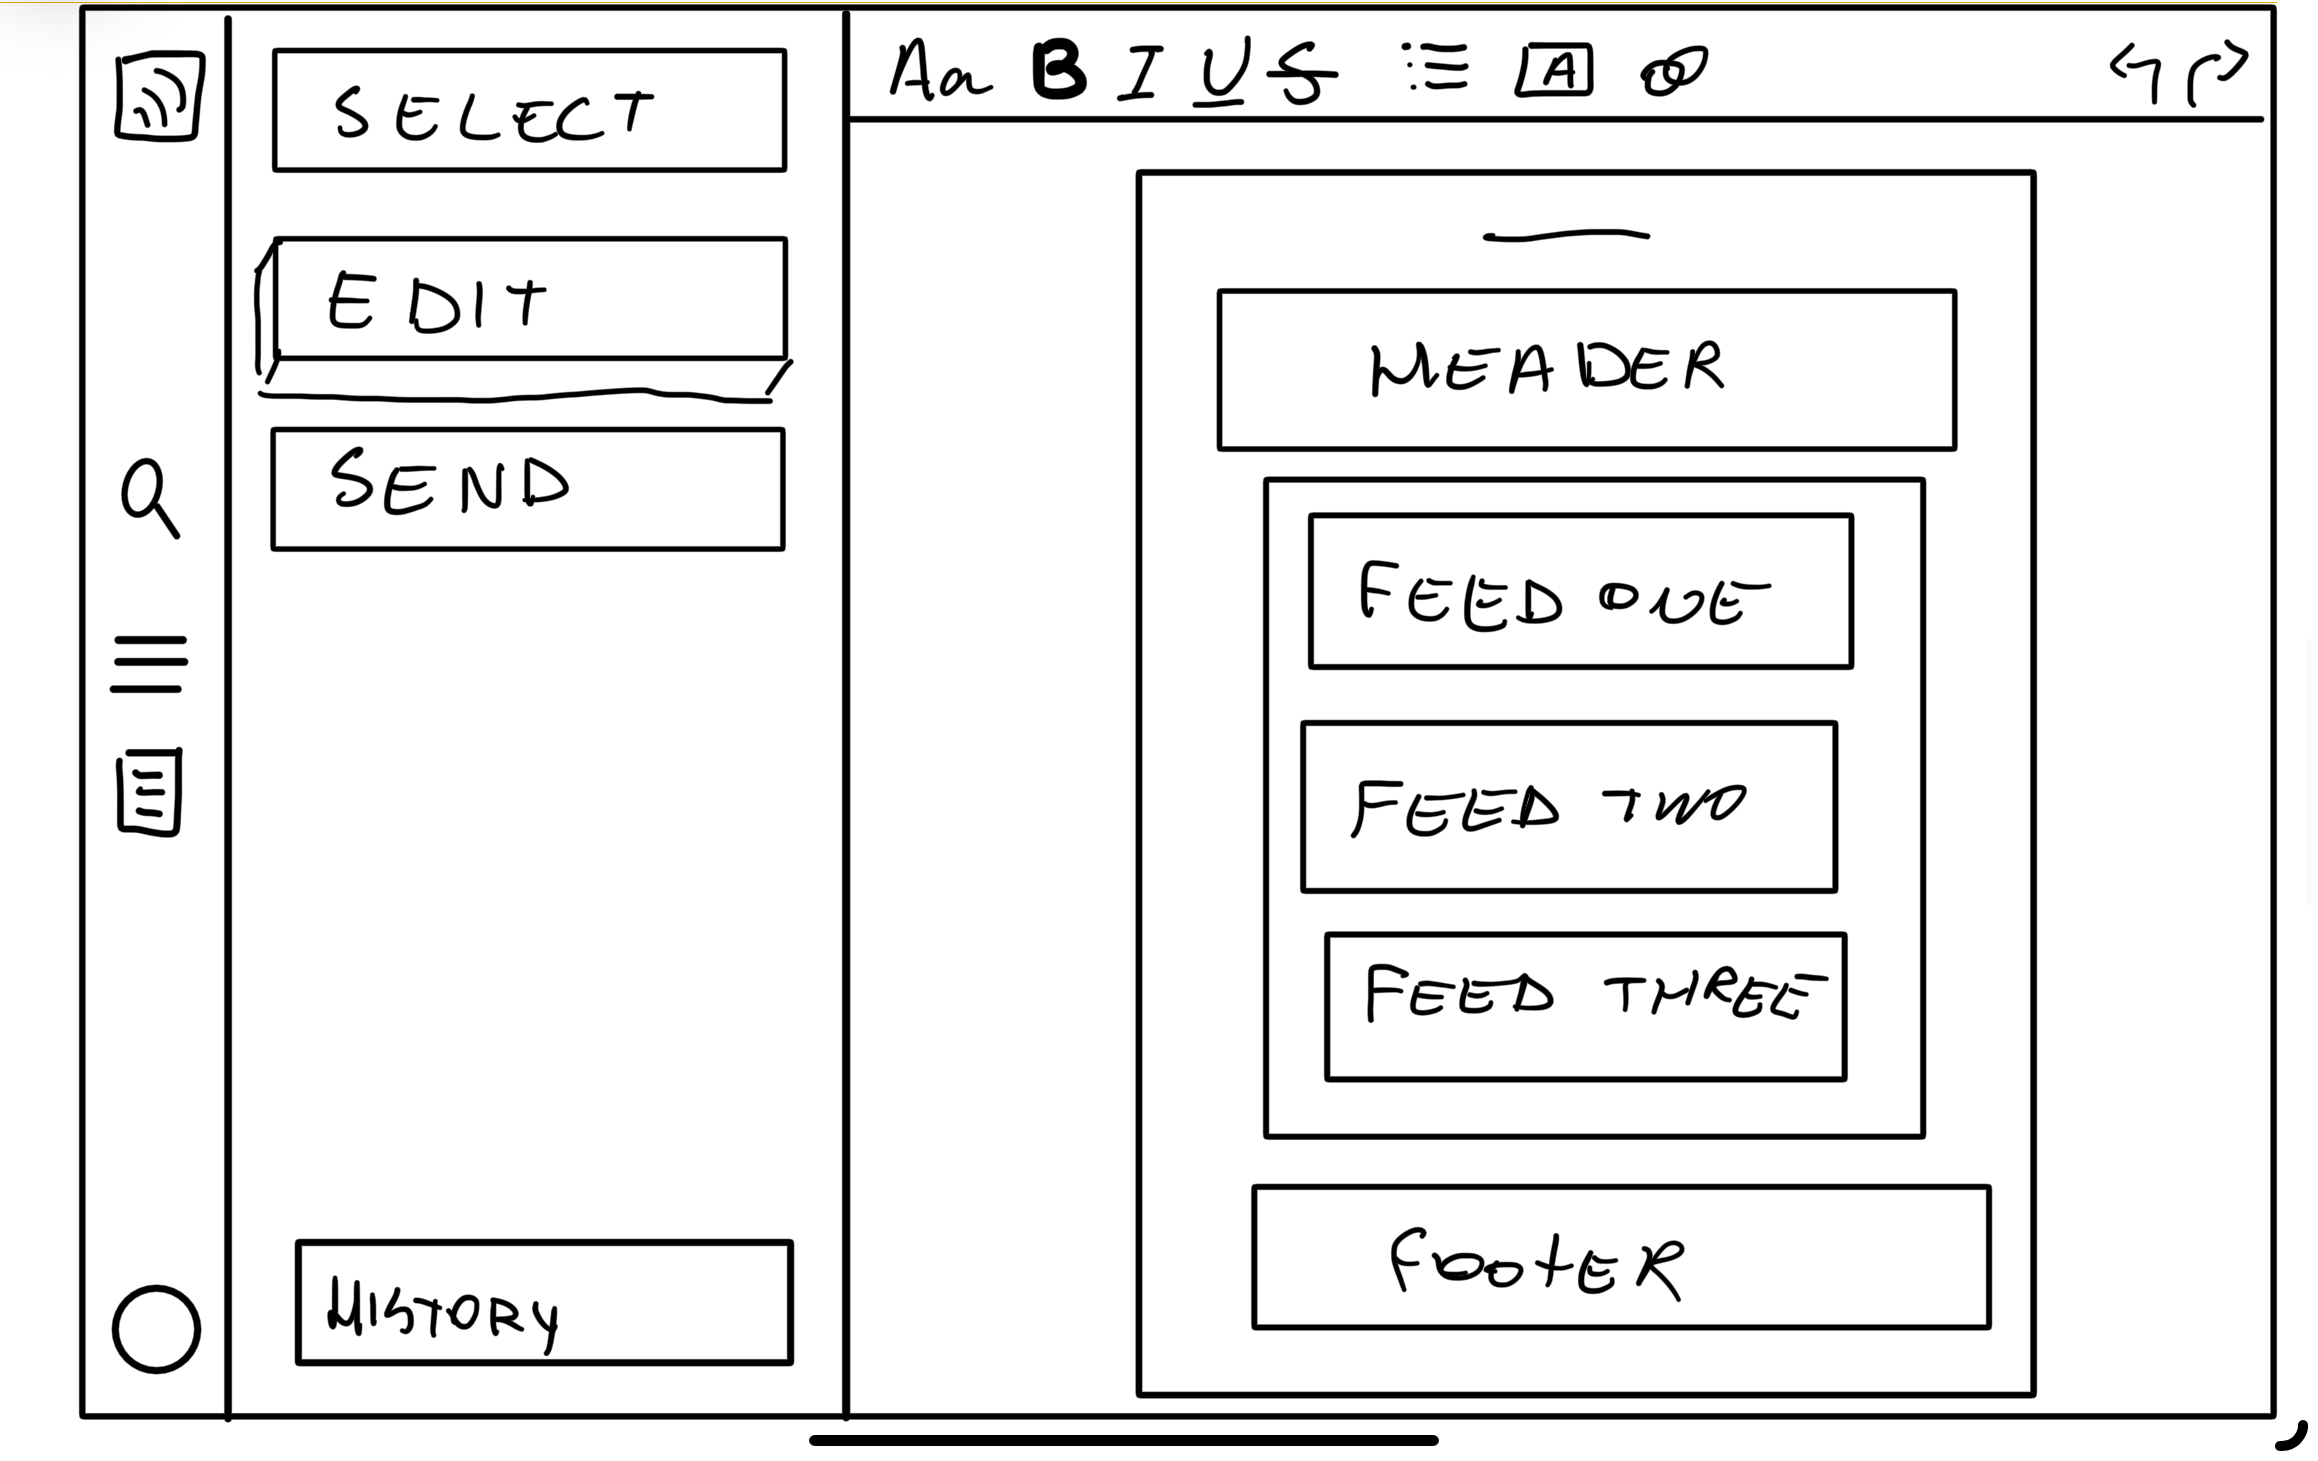 Aa B I U S A
SELECT
EDIT
SEND
HISTORY
HEADER
FEED ONE
FEED TWO
FEED THREE
FooTER